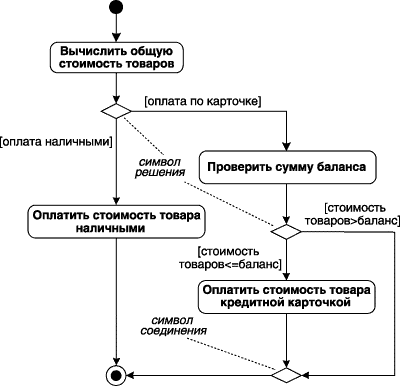 Вычислить общую
стоимость товаров
[оплата по карточке]
[оплата наличными]
символ
решения
Проверить сумму баланса
Оплатить стоимость товара
наличными
[стоимость
товаров>баланс]
[стоимость
товаров<=баланс]
Оплатить стоимость товара
кредитной карточкой
символ
соединения